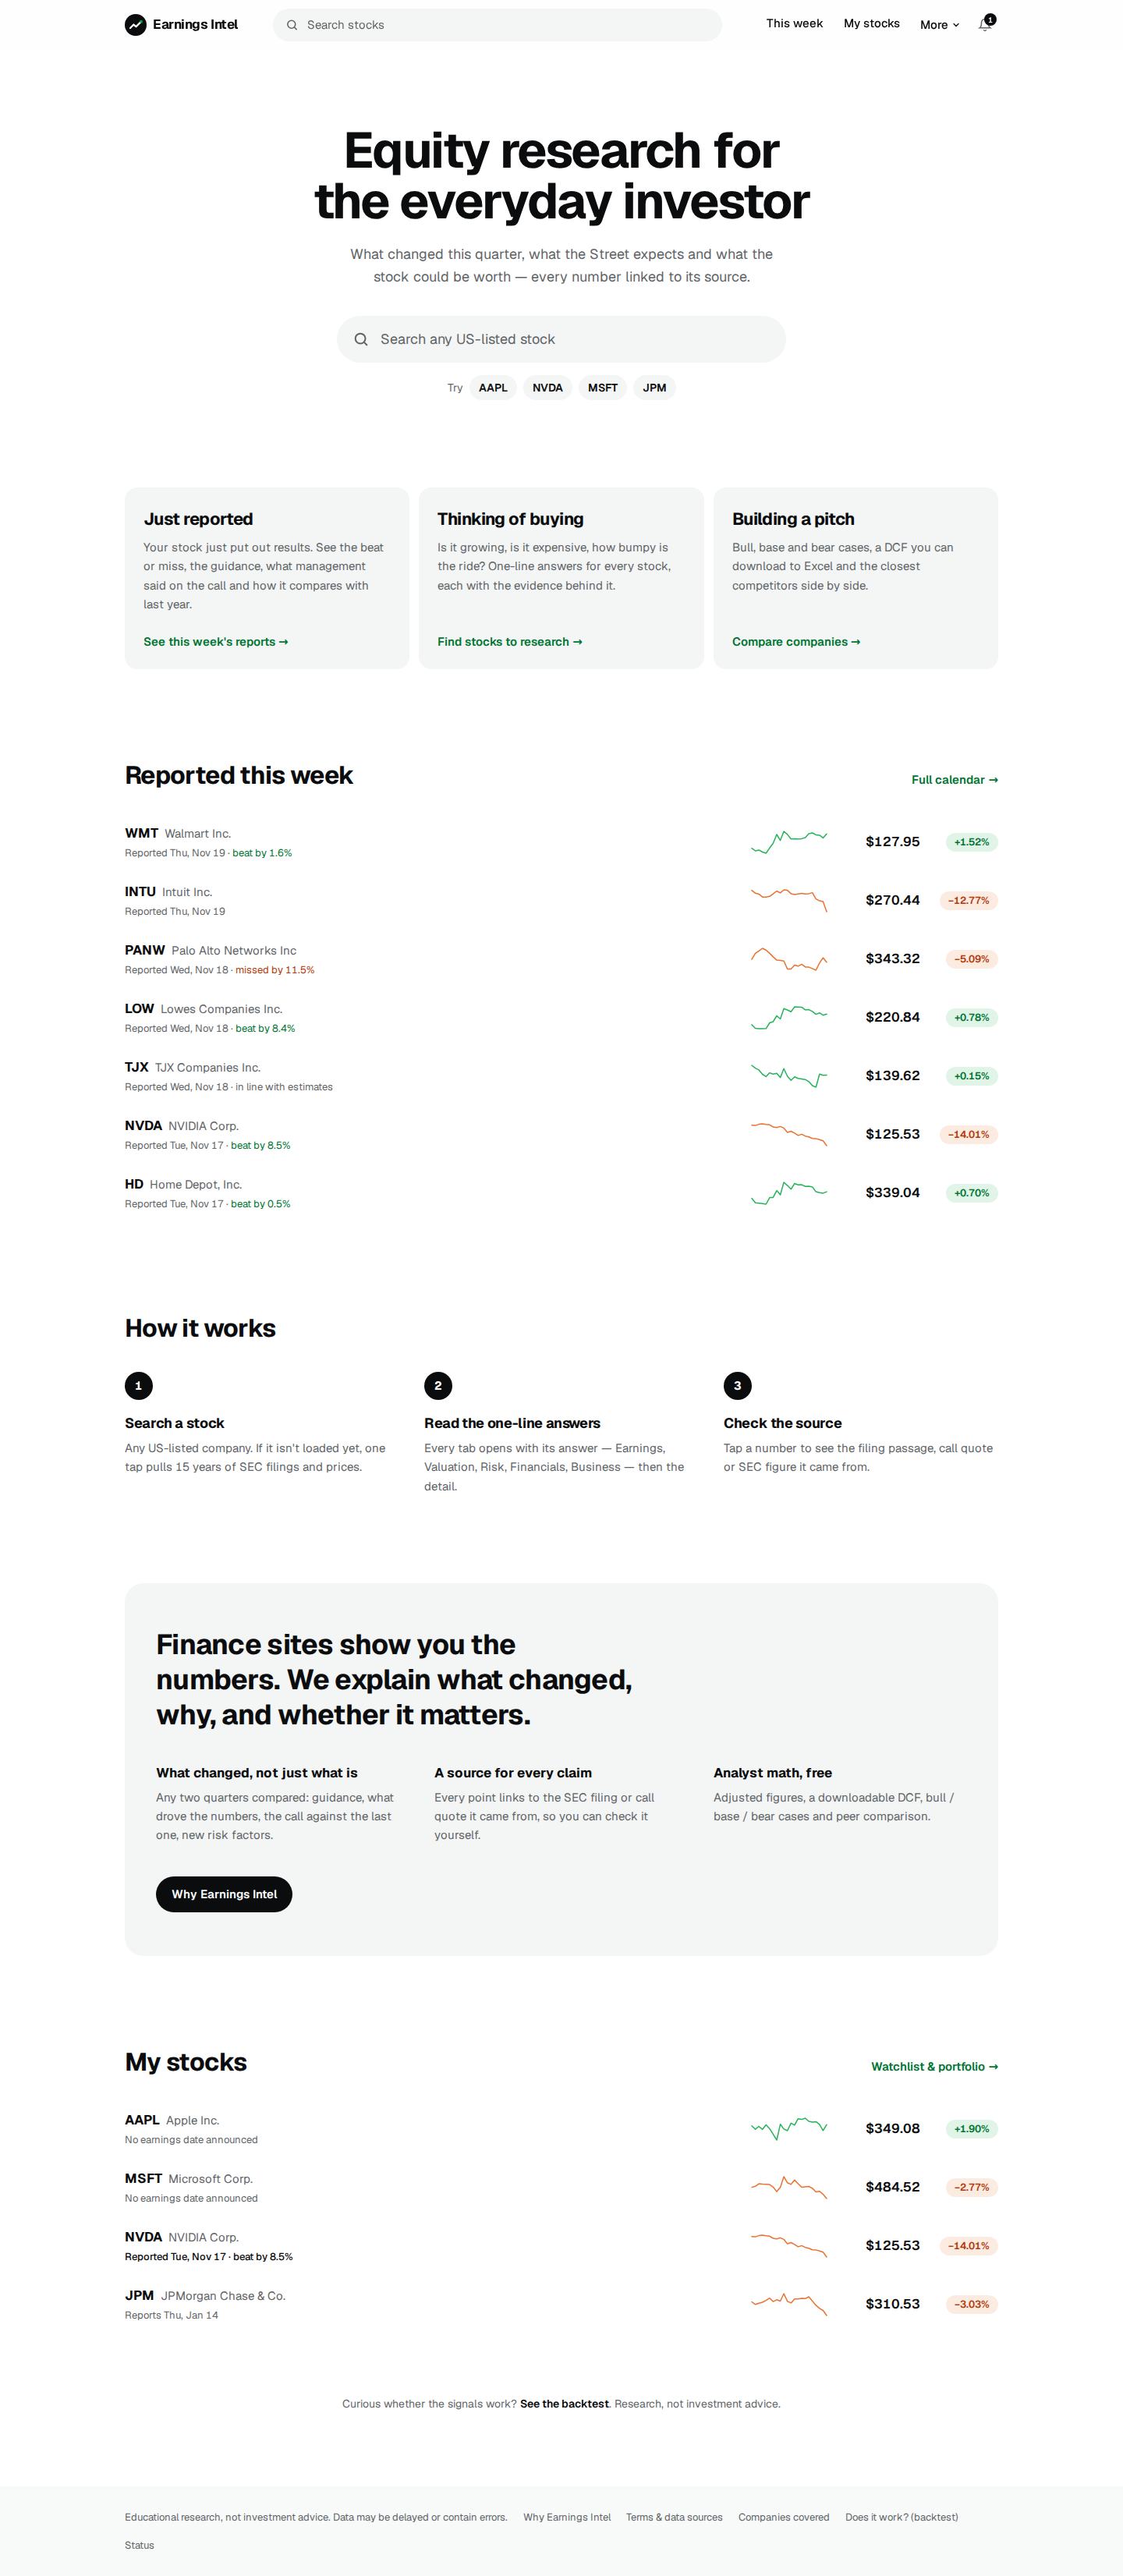 Earnings Intel
Search stocks
This week
My stocks
More
1
Equity research for
the everyday investor
What changed this quarter, what the Street expects and what the
stock could be worth — every number linked to its source.
Search any US-listed stock
Try AAPL NVDA MSFT JPM
Just reported
Your stock just put out results. See the beat
or miss, the guidance, what management
said on the call and how it compares with
last year.
See this week's reports →
Thinking of buying
Is it growing, is it expensive, how bumpy is
the ride? One-line answers for every stock,
each with the evidence behind it.
Find stocks to research →
Building a pitch
Bull, base and bear cases, a DCF you can
download to Excel and the closest
competitors side by side.
Compare companies →
Reported this week
Full calendar →
WMT Walmart Inc.
Reported Thu, Nov 19 · beat by 1.6%
$127.95
+1.52%
INTU Intuit Inc.
Reported Thu, Nov 19
$270.44
−12.77%
PANW Palo Alto Networks Inc
Reported Wed, Nov 18 · missed by 11.5%
$343.32
−5.09%
LOW Lowes Companies Inc.
Reported Wed, Nov 18 · beat by 8.4%
$220.84
+0.78%
TJX TJX Companies Inc.
Reported Wed, Nov 18 · in line with estimates
$139.62
+0.15%
NVDA NVIDIA Corp.
Reported Tue, Nov 17 · beat by 8.5%
$125.53
−14.01%
HD Home Depot, Inc.
Reported Tue, Nov 17 · beat by 0.5%
$339.04
+0.70%
How it works
1
Search a stock
Any US-listed company. If it isn't loaded yet, one
tap pulls 15 years of SEC filings and prices.
2
Read the one-line answers
Every tab opens with its answer — Earnings,
Valuation, Risk, Financials, Business — then the
detail.
3
Check the source
Tap a number to see the filing passage, call quote
or SEC figure it came from.
Finance sites show you the
numbers. We explain what changed,
why, and whether it matters.
What changed, not just what is
Any two quarters compared: guidance, what
drove the numbers, the call against the last
one, new risk factors.
A source for every claim
Every point links to the SEC filing or call
quote it came from, so you can check it
yourself.
Analyst math, free
Adjusted figures, a downloadable DCF, bull /
base / bear cases and peer comparison.
Why Earnings Intel
My stocks
Watchlist & portfolio →
AAPL Apple Inc.
No earnings date announced
$349.08
+1.90%
MSFT Microsoft Corp.
No earnings date announced
$484.52
−2.77%
NVDA NVIDIA Corp.
Reported Tue, Nov 17 · beat by 8.5%
$125.53
−14.01%
JPM JPMorgan Chase & Co.
Reports Thu, Jan 14
$310.53
−3.03%
Curious whether the signals work? See the backtest. Research, not investment advice.
Educational research, not investment advice. Data may be delayed or contain errors. Why Earnings Intel Terms & data sources Companies covered Does it work? (backtest)
Status